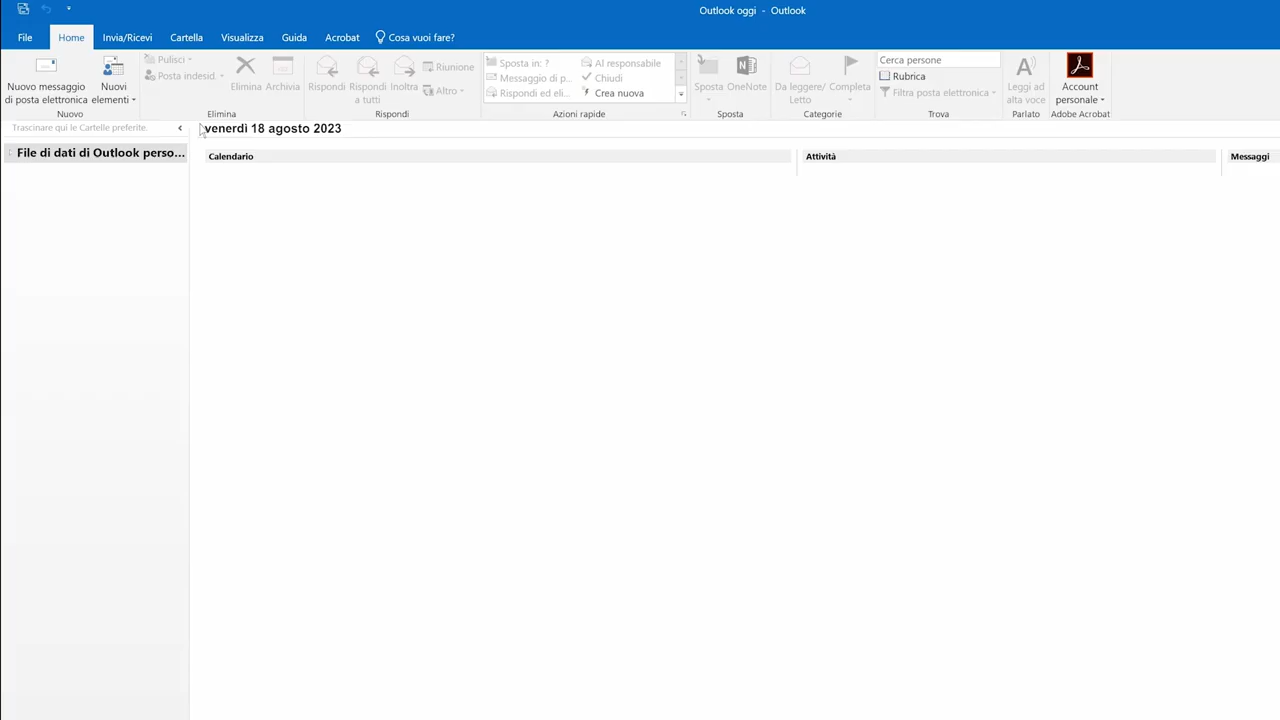 Outlook oggi - Outlook
File Home Invia/Ricevi Cartella Visualizza Guida Acrobat Cosa vuoi fare?
Nuovo messaggio di posta elettronica
Nuovi elementi
Nuovo
Pulisci
Posta indesid.
Elimina
Archivia
Elimina
Rispondi
Rispondi a tutti
Inoltra
Riunione
Altro
Rispondi
Sposta in: ?
Messaggio di p...
Rispondi ed eli...
Al responsabile
Chiudi
Crea nuova
Azioni rapide
Sposta
OneNote
Sposta
Da leggere/ Letto
Completa
Categorie
Cerca persone
Rubrica
Filtra posta elettronica
Trova
Leggi ad alta voce
Parlato
Account personale
Adobe Acrobat
Trascinare qui le Cartelle preferite.
File di dati di Outlook perso...
venerdì 18 agosto 2023
Calendario
Attività
Messaggi